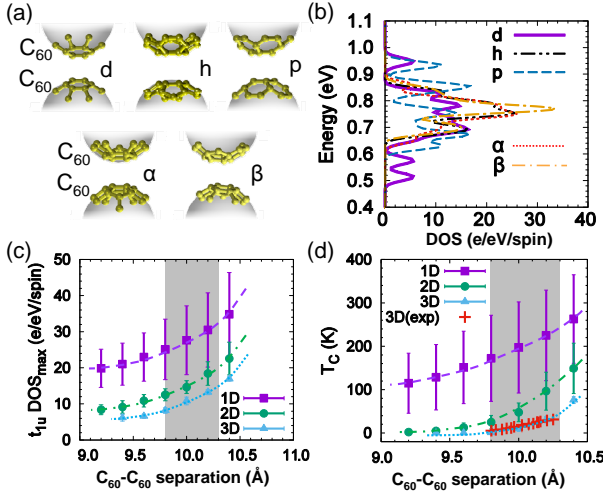 (a)
C60
C60
d
h
p
C60
C60
α
β
(b)
Energy (eV)
1.1
1.0
0.9
0.8
0.7
0.6
0.5
0.4
0
10
20
30
40
DOS (e/eV/spin)
d
h
p
α
β
(c)
t1u DOSmax (e/eV/spin)
50
40
30
20
10
0
9.0
9.5
10.0
10.5
11.0
C60-C60 separation (Å)
1D
2D
3D
(d)
TC (K)
400
300
200
100
0
9.0
9.5
10.0
10.5
C60-C60 separation (Å)
1D
2D
3D
3D(exp)